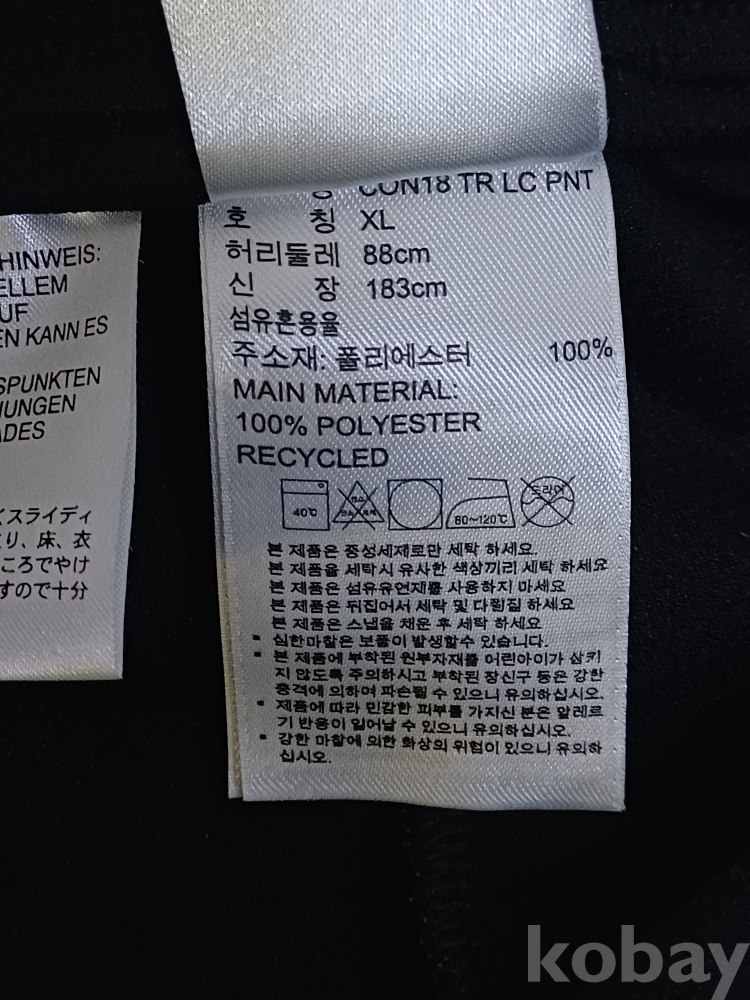 CON18 TR LC PNT
호 칭 XL
허리둘레 88cm
신 장 183cm
섬유혼용율
주소재: 폴리에스터 100%
MAIN MATERIAL:
100% POLYESTER
RECYCLED
40℃
80~120℃
드라이
본 제품은 중성세제로만 세탁 하세요.
본 제품을 세탁시 유사한 색상끼리 세탁 하세요
본 제품은 섬유유연제를 사용하지 마세요
본 제품은 뒤집어서 세탁 및 다림질 하세요
본 제품은 스냅을 채운 후 세탁 하세요
▪ 심한마찰은 보풀이 발생할수 있습니다.
▪ 본 제품에 부착된 원부자재를 어린아이가 삼키
지 않도록 주의하시고 부착된 장신구 등은 강한
충격에 의하여 파손될 수 있으니 유의하십시오.
▪ 제품에 따라 민감한 피부를 가지신 분은 알레르
기 반응이 일어날 수 있으니 유의하십시오.
▪ 강한 마찰에 의한 화상의 위험이 있으니 유의하
십시오.
HINWEIS:
ELLEM
UF
EN KANN ES
SPUNKTEN
UNGEN
ADES
くスライディ
り、床、衣
ころでやけ
すので十分
kobay